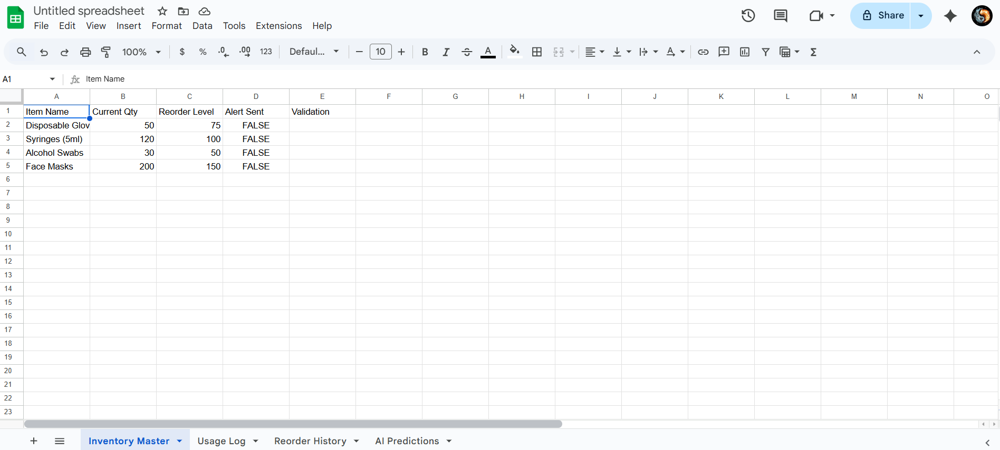 Untitled spreadsheet
File Edit View Insert Format Data Tools Extensions Help
Share
100% $ % .0 .00 123 Defaul... 10 B I A
A1 fx Item Name
A B C D E F G H I J K L M N O
1 Item Name Current Qty Reorder Level Alert Sent Validation
2 Disposable Glov 50 75 FALSE
3 Syringes (5ml) 120 100 FALSE
4 Alcohol Swabs 30 50 FALSE
5 Face Masks 200 150 FALSE
6
7
8
9
10
11
12
13
14
15
16
17
18
19
20
21
22
23
Inventory Master Usage Log Reorder History AI Predictions